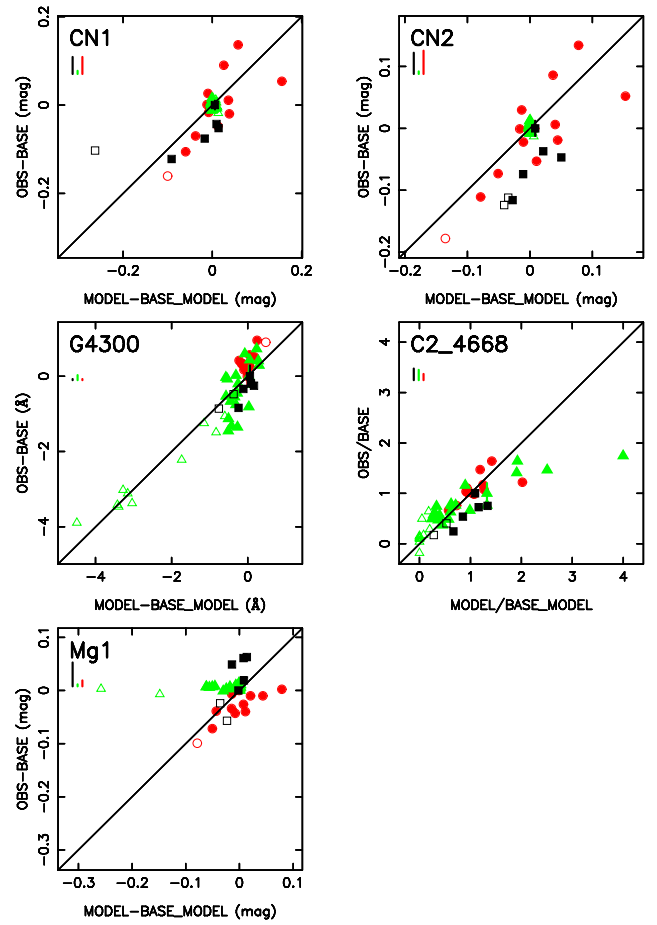 CN1
0.2
0
−0.2
OBS−BASE (mag)
−0.2
0
0.2
MODEL−BASE_MODEL (mag)
CN2
0.1
0
−0.1
−0.2
OBS−BASE (mag)
−0.2
−0.1
0
0.1
MODEL−BASE_MODEL (mag)
G4300
0
−2
−4
OBS−BASE (Å)
−4
−2
0
MODEL−BASE_MODEL (Å)
C2_4668
4
3
2
1
0
OBS/BASE
0
1
2
3
4
MODEL/BASE_MODEL
Mg1
0.1
0
−0.1
−0.2
−0.3
OBS−BASE (mag)
−0.3
−0.2
−0.1
0
0.1
MODEL−BASE_MODEL (mag)